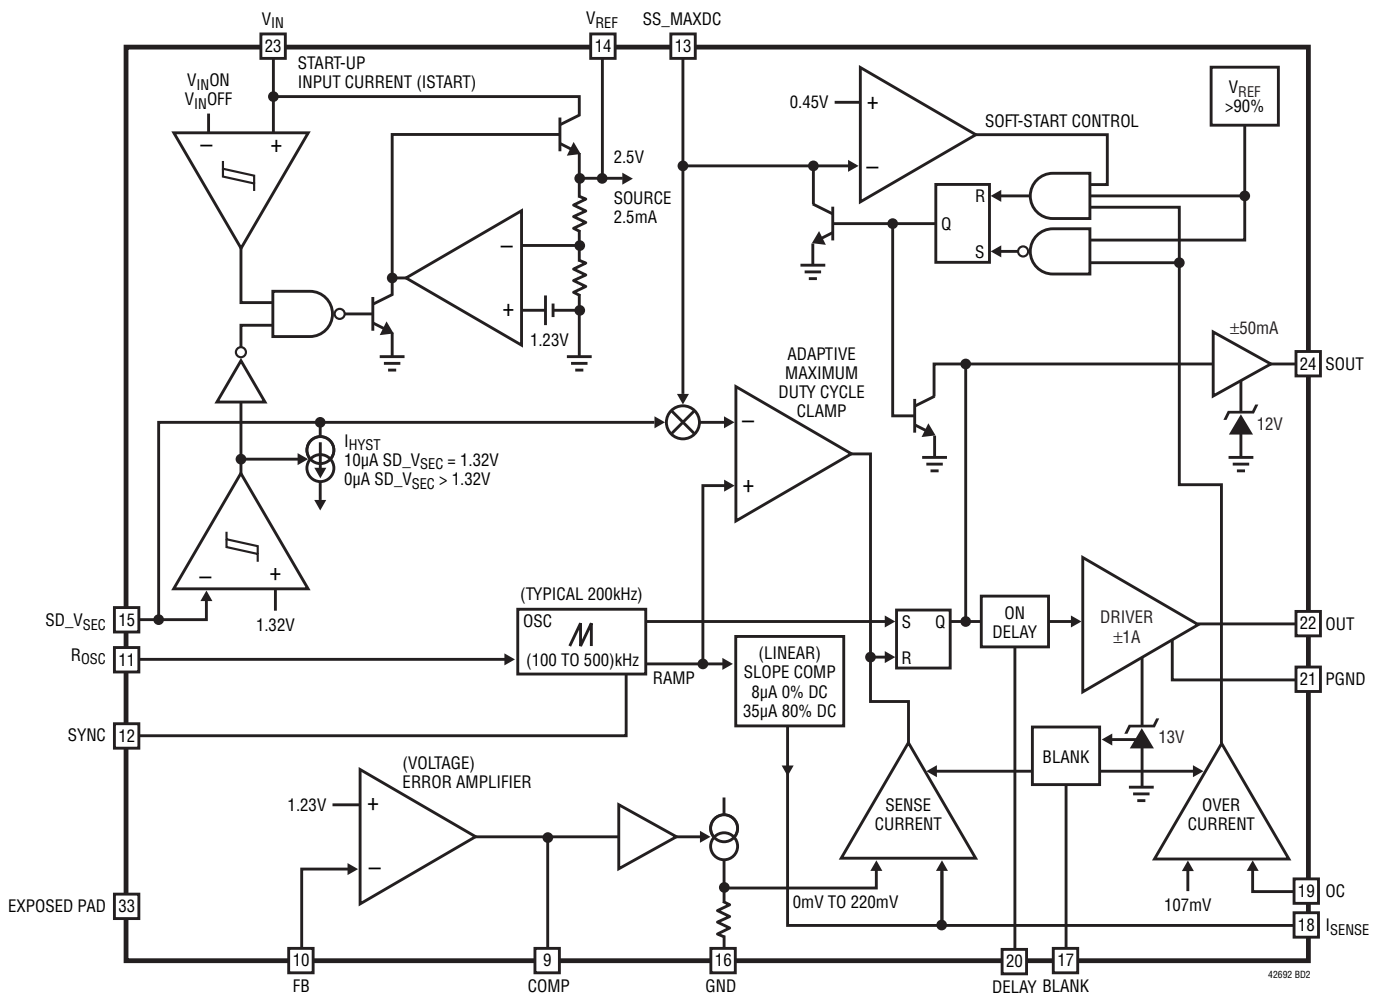 VIN
23
VREF
14
SS_MAXDC
13
START-UP
INPUT CURRENT (ISTART)
VINON
VINOFF
–
+
2.5V
SOURCE
2.5mA
–
+
1.23V
0.45V
+
–
SOFT-START CONTROL
VREF
>90%
R
Q
S
±50mA
24
SOUT
12V
ADAPTIVE
MAXIMUM
DUTY CYCLE
CLAMP
–
+
IHYST
10µA SD_VSEC = 1.32V
0µA SD_VSEC > 1.32V
–
+
1.32V
SD_VSEC
15
ROSC
11
SYNC
12
(TYPICAL 200kHz)
OSC
(100 TO 500)kHz
RAMP
(LINEAR)
SLOPE COMP
8µA 0% DC
35µA 80% DC
S
Q
R
ON
DELAY
DRIVER
±1A
22
OUT
21
PGND
13V
BLANK
SENSE
CURRENT
OVER
CURRENT
107mV
19
OC
18
ISENSE
(VOLTAGE)
ERROR AMPLIFIER
1.23V
+
–
0mV TO 220mV
EXPOSED PAD
33
10
FB
9
COMP
16
GND
20
DELAY
17
BLANK
42692 BD2